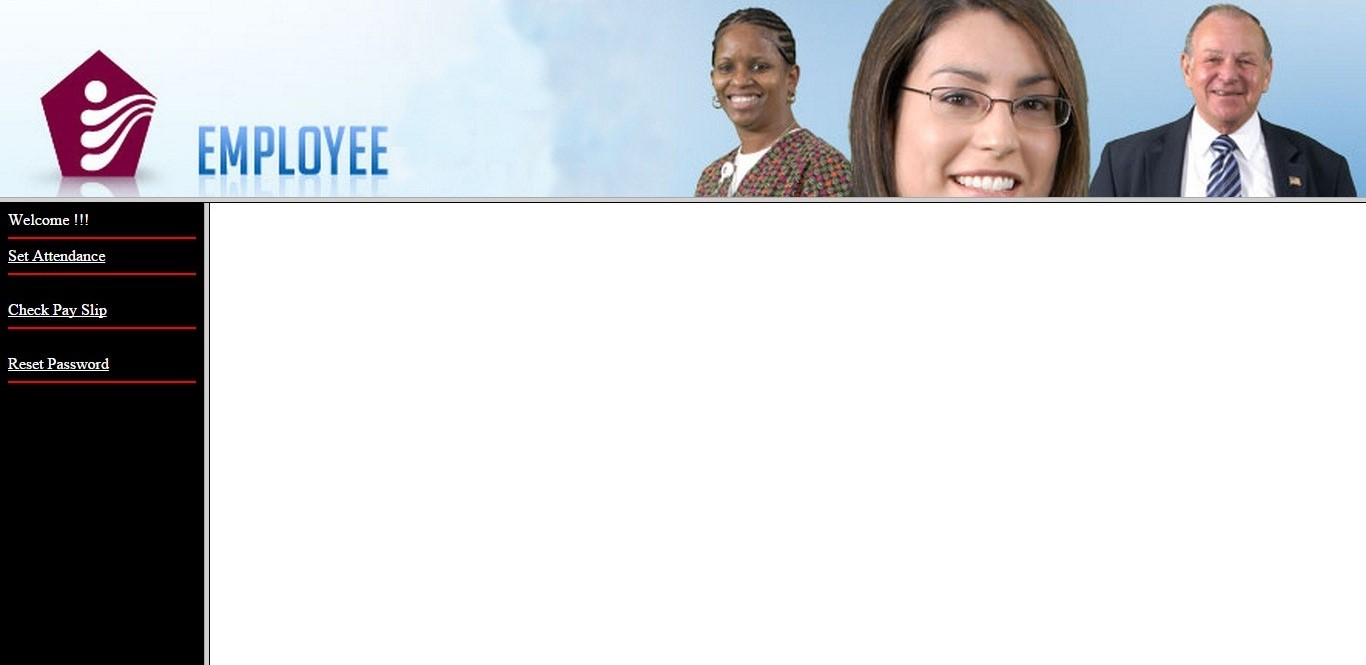 EMPLOYEE
Welcome !!!
Set Attendance
Check Pay Slip
Reset Password